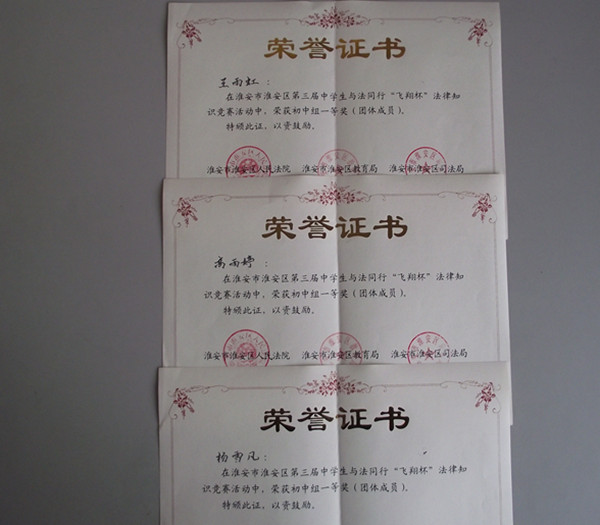 荣誉证书
王雨虹：
在淮安市淮安区第三届中学生与法同行“飞翔杯”法律知
识竞赛活动中，荣获初中组一等奖（团体成员）。
特颁此证，以资鼓励。
淮安市淮安区人民法院 淮安市淮安区教育局 淮安市淮安区司法局
荣誉证书
高雨婷：
在淮安市淮安区第三届中学生与法同行“飞翔杯”法律知
识竞赛活动中，荣获初中组一等奖（团体成员）。
特颁此证，以资鼓励。
淮安市淮安区人民法院 淮安市淮安区教育局 淮安市淮安区司法局
荣誉证书
杨雪凡：
在淮安市淮安区第三届中学生与法同行“飞翔杯”法律知
识竞赛活动中，荣获初中组一等奖（团体成员）。
特颁此证，以资鼓励。